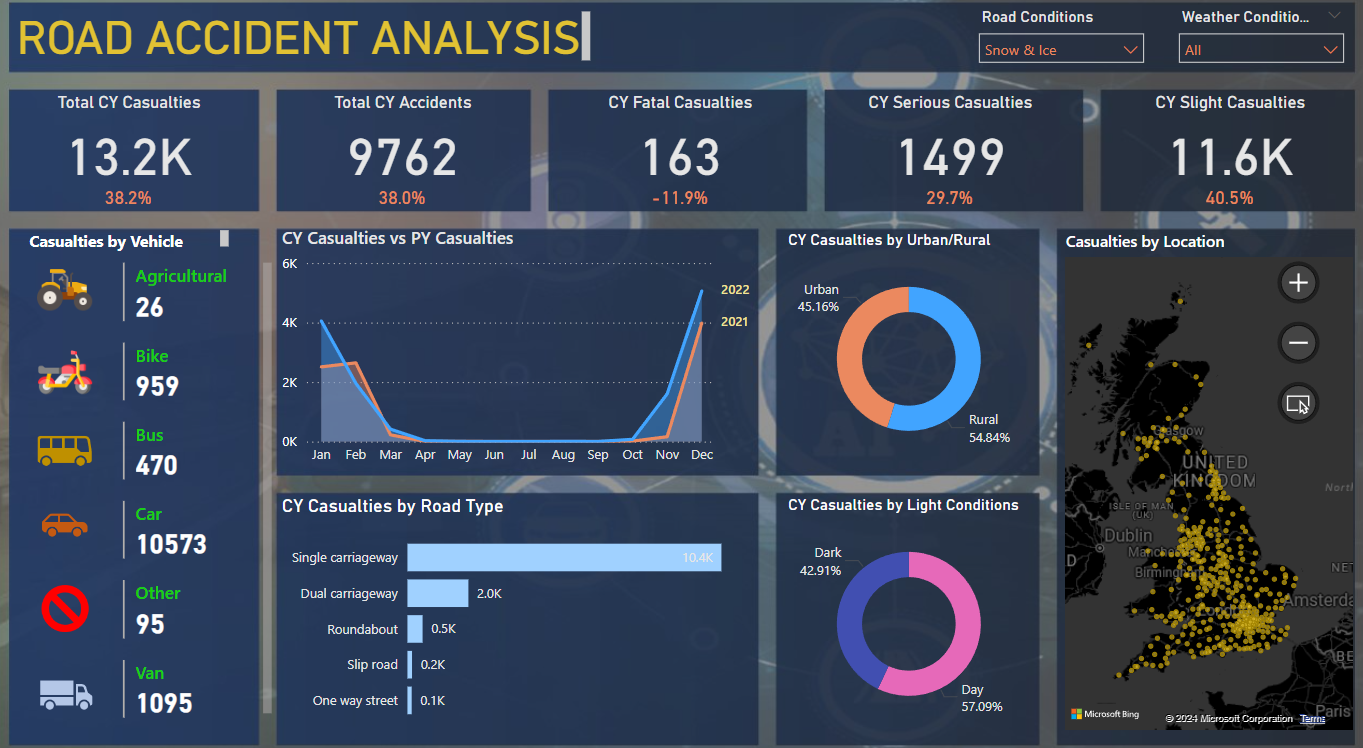 ROAD ACCIDENT ANALYSIS
Road Conditions
Snow & Ice
Weather Conditio...
All
Total CY Casualties
13.2K
38.2%
Total CY Accidents
9762
38.0%
CY Fatal Casualties
163
-11.9%
CY Serious Casualties
1499
29.7%
CY Slight Casualties
11.6K
40.5%
Casualties by Vehicle
Agricultural
26
Bike
959
Bus
470
Car
10573
Other
95
Van
1095
CY Casualties vs PY Casualties
6K
4K
2K
0K
2022
2021
Jan Feb Mar Apr May Jun Jul Aug Sep Oct Nov Dec
CY Casualties by Road Type
Single carriageway 10.4K
Dual carriageway 2.0K
Roundabout 0.5K
Slip road 0.2K
One way street 0.1K
CY Casualties by Urban/Rural
Urban
45.16%
Rural
54.84%
CY Casualties by Light Conditions
Dark
42.91%
Day
57.09%
Casualties by Location
Glasgow
UNITED
KINGDOM
North
ISLE OF MAN
(UK)
Dublin
Manche
Birming
NET
D
Londo
Amsterda
BE
Paris
Microsoft Bing
© 2024 Microsoft Corporation Terms